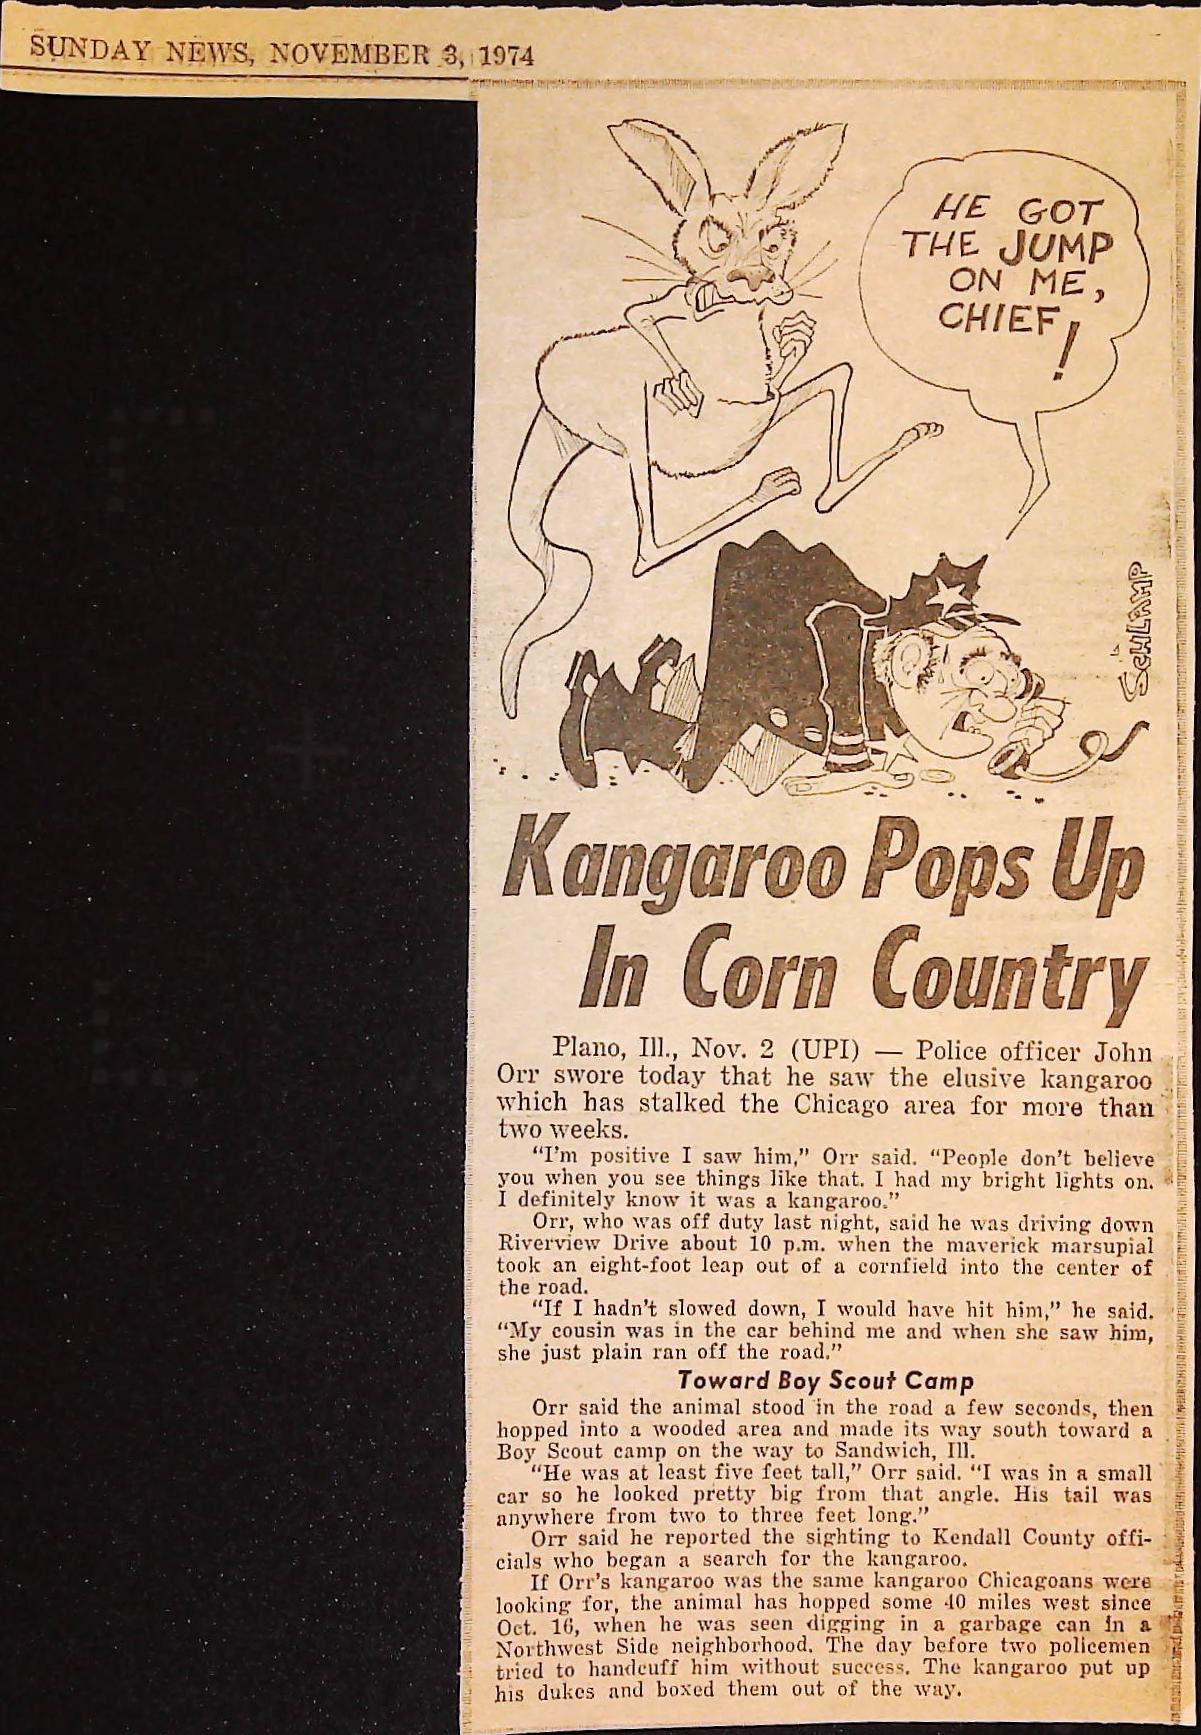 SUNDAY NEWS, NOVEMBER 3, 1974
HE GOT
THE JUMP
ON ME,
CHIEF!
SCHLAMP
Kangaroo Pops Up
In Corn Country
Plano, Ill., Nov. 2 (UPI) — Police officer John
Orr swore today that he saw the elusive kangaroo
which has stalked the Chicago area for more than
two weeks.
"I'm positive I saw him," Orr said. "People don't believe
you when you see things like that. I had my bright lights on.
I definitely know it was a kangaroo."
Orr, who was off duty last night, said he was driving down
Riverview Drive about 10 p.m. when the maverick marsupial
took an eight-foot leap out of a cornfield into the center of
the road.
"If I hadn't slowed down, I would have hit him," he said.
"My cousin was in the car behind me and when she saw him,
she just plain ran off the road."
Toward Boy Scout Camp
Orr said the animal stood in the road a few seconds, then
hopped into a wooded area and made its way south toward a
Boy Scout camp on the way to Sandwich, Ill.
"He was at least five feet tall," Orr said. "I was in a small
car so he looked pretty big from that angle. His tail was
anywhere from two to three feet long."
Orr said he reported the sighting to Kendall County offi-
cials who began a search for the kangaroo.
If Orr's kangaroo was the same kangaroo Chicagoans were
looking for, the animal has hopped some 40 miles west since
Oct. 16, when he was seen digging in a garbage can in a
Northwest Side neighborhood. The day before two policemen
tried to handcuff him without success. The kangaroo put up
his dukes and boxed them out of the way.